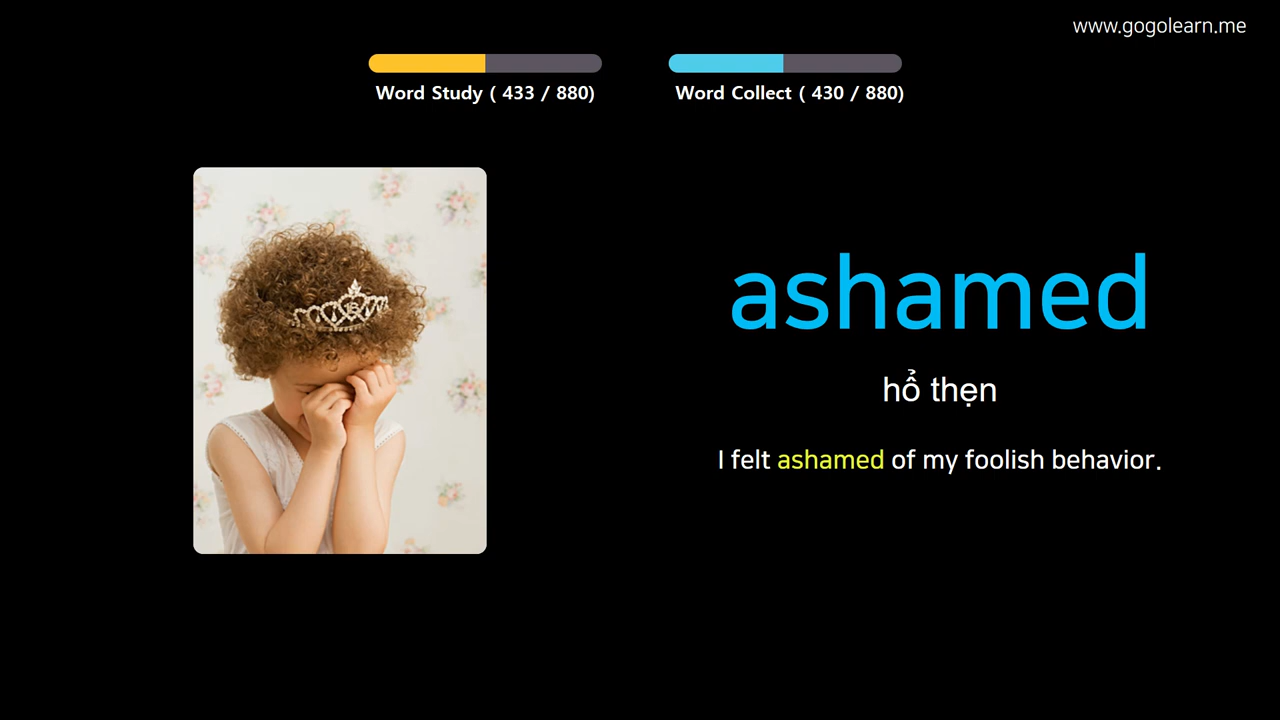 www.gogolearn.me
Word Study ( 433 / 880)
Word Collect ( 430 / 880)
ashamed
hổ thẹn
I felt ashamed of my foolish behavior.